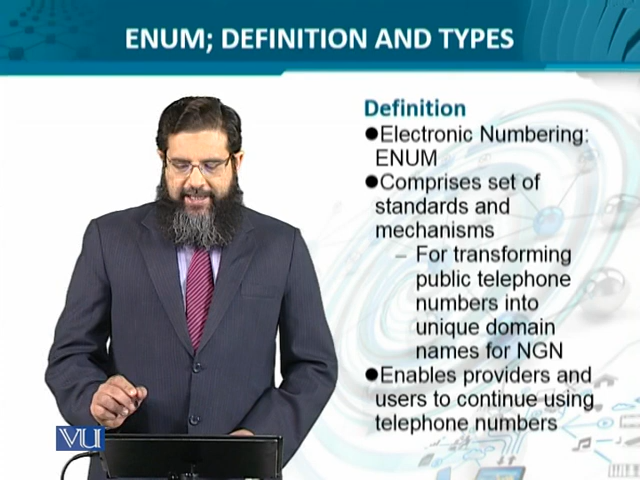 ENUM; DEFINITION AND TYPES
Definition
●Electronic Numbering:
ENUM
●Comprises set of
standards and
mechanisms
– For transforming
public telephone
numbers into
unique domain
names for NGN
●Enables providers and
users to continue using
telephone numbers
VU